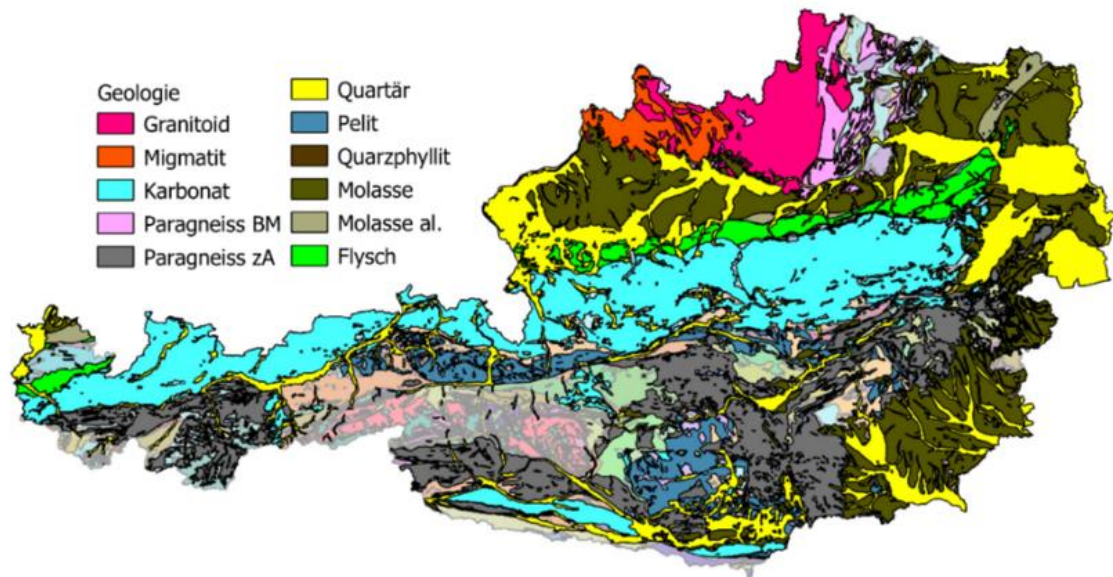 Geologie
Granitoid
Migmatit
Karbonat
Paragneiss BM
Paragneiss zA
Quartär
Pelit
Quarzphyllit
Molasse
Molasse al.
Flysch